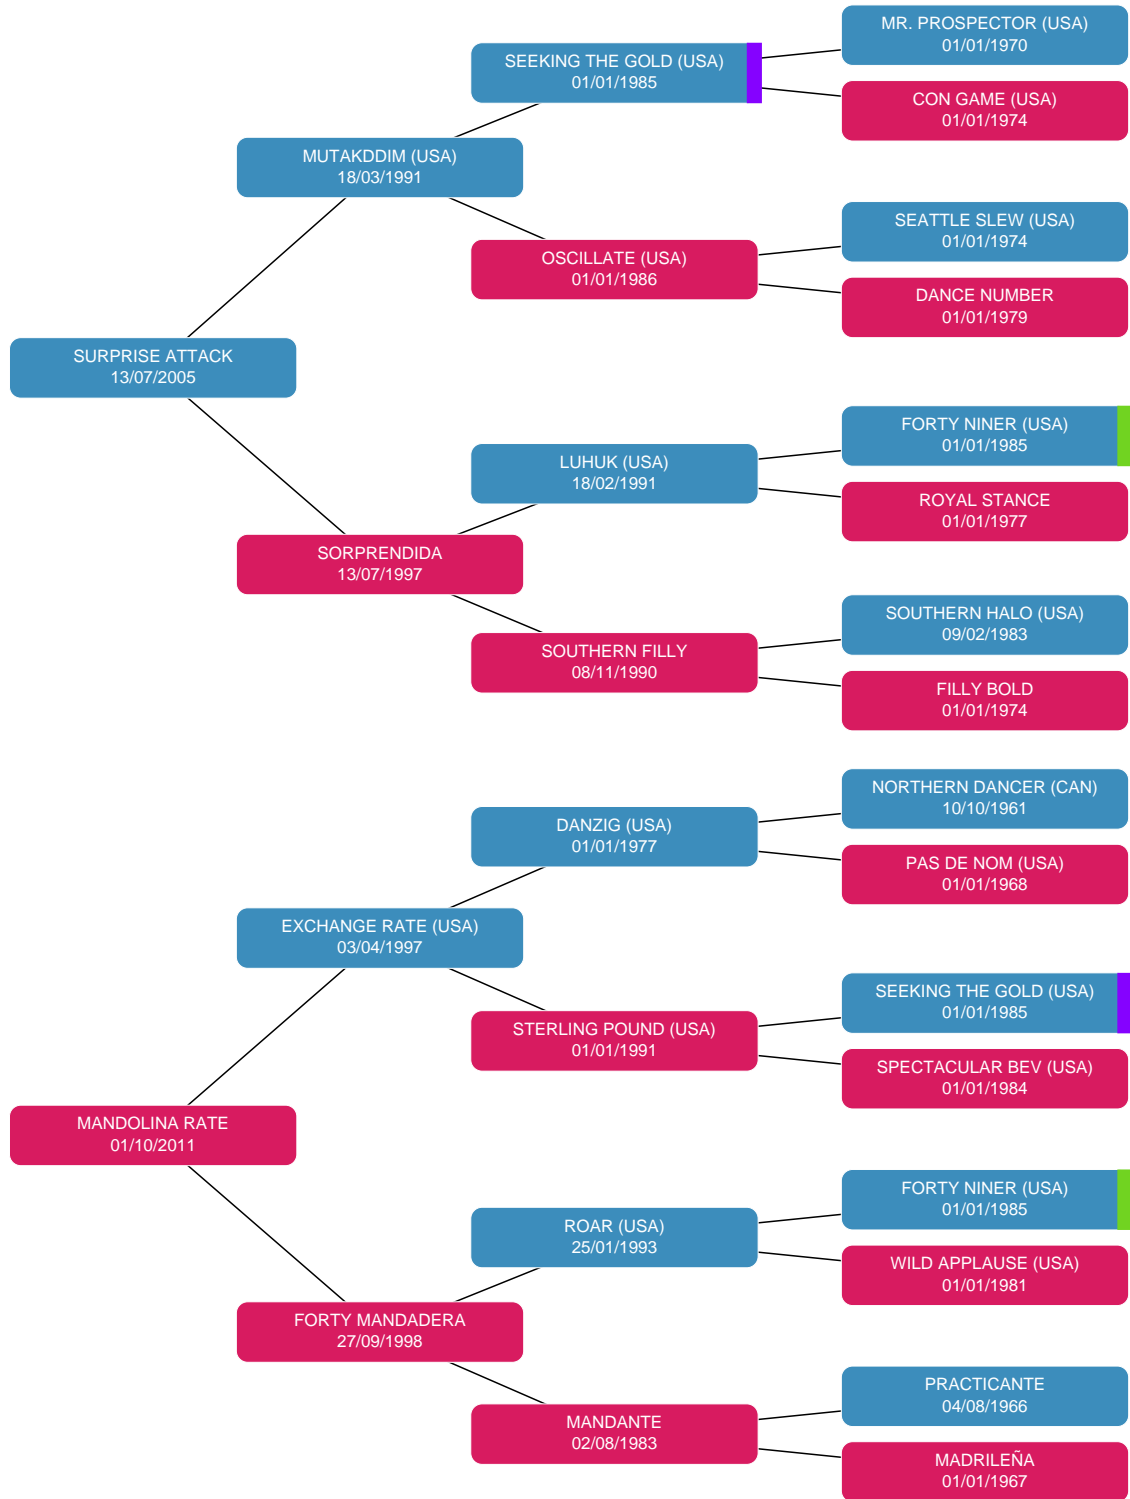 MR. PROSPECTOR (USA)
01/01/1970
SEEKING THE GOLD (USA)
01/01/1985
CON GAME (USA)
01/01/1974
MUTAKDDIM (USA)
18/03/1991
SEATTLE SLEW (USA)
01/01/1974
OSCILLATE (USA)
01/01/1986
DANCE NUMBER
01/01/1979
SURPRISE ATTACK
13/07/2005
FORTY NINER (USA)
01/01/1985
LUHUK (USA)
18/02/1991
ROYAL STANCE
01/01/1977
SORPRENDIDA
13/07/1997
SOUTHERN HALO (USA)
09/02/1983
SOUTHERN FILLY
08/11/1990
FILLY BOLD
01/01/1974
NORTHERN DANCER (CAN)
10/10/1961
DANZIG (USA)
01/01/1977
PAS DE NOM (USA)
01/01/1968
EXCHANGE RATE (USA)
03/04/1997
SEEKING THE GOLD (USA)
01/01/1985
STERLING POUND (USA)
01/01/1991
SPECTACULAR BEV (USA)
01/01/1984
MANDOLINA RATE
01/10/2011
FORTY NINER (USA)
01/01/1985
ROAR (USA)
25/01/1993
WILD APPLAUSE (USA)
01/01/1981
FORTY MANDADERA
27/09/1998
PRACTICANTE
04/08/1966
MANDANTE
02/08/1983
MADRILEÑA
01/01/1967